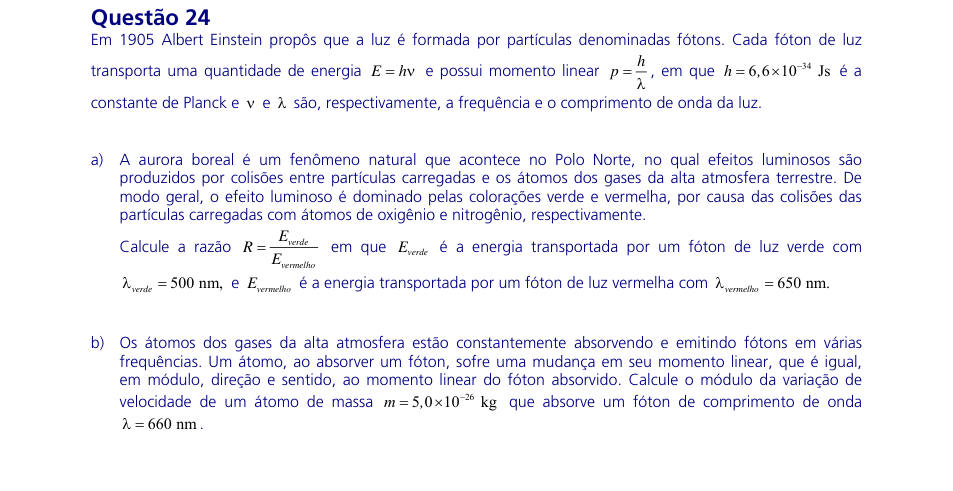 Questão 24
Em 1905 Albert Einstein propôs que a luz é formada por partículas denominadas fótons. Cada fóton de luz
transporta uma quantidade de energia E = hν e possui momento linear p = h/λ, em que h = 6,6×10⁻³⁴ Js é a
constante de Planck e ν e λ são, respectivamente, a frequência e o comprimento de onda da luz.
a) A aurora boreal é um fenômeno natural que acontece no Polo Norte, no qual efeitos luminosos são
produzidos por colisões entre partículas carregadas e os átomos dos gases da alta atmosfera terrestre. De
modo geral, o efeito luminoso é dominado pelas colorações verde e vermelha, por causa das colisões das
partículas carregadas com átomos de oxigênio e nitrogênio, respectivamente.
Calcule a razão R = E_verde/E_vermelho em que E_verde é a energia transportada por um fóton de luz verde com
λ_verde = 500 nm, e E_vermelho é a energia transportada por um fóton de luz vermelha com λ_vermelho = 650 nm.
b) Os átomos dos gases da alta atmosfera estão constantemente absorvendo e emitindo fótons em várias
frequências. Um átomo, ao absorver um fóton, sofre uma mudança em seu momento linear, que é igual,
em módulo, direção e sentido, ao momento linear do fóton absorvido. Calcule o módulo da variação de
velocidade de um átomo de massa m = 5,0×10⁻²⁶ kg que absorve um fóton de comprimento de onda
λ = 660 nm.